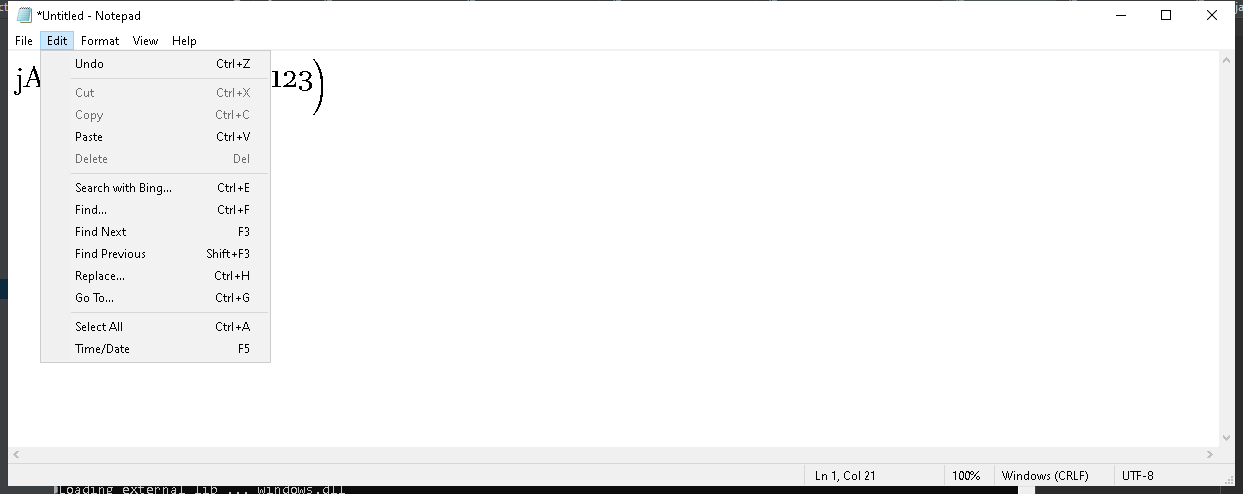 *Untitled - Notepad
File Edit Format View Help
jA
123)
Undo Ctrl+Z
Cut Ctrl+X
Copy Ctrl+C
Paste Ctrl+V
Delete Del
Search with Bing... Ctrl+E
Find... Ctrl+F
Find Next F3
Find Previous Shift+F3
Replace... Ctrl+H
Go To... Ctrl+G
Select All Ctrl+A
Time/Date F5
Ln 1, Col 21 100% Windows (CRLF) UTF-8
Loading external lib ... windows.dll